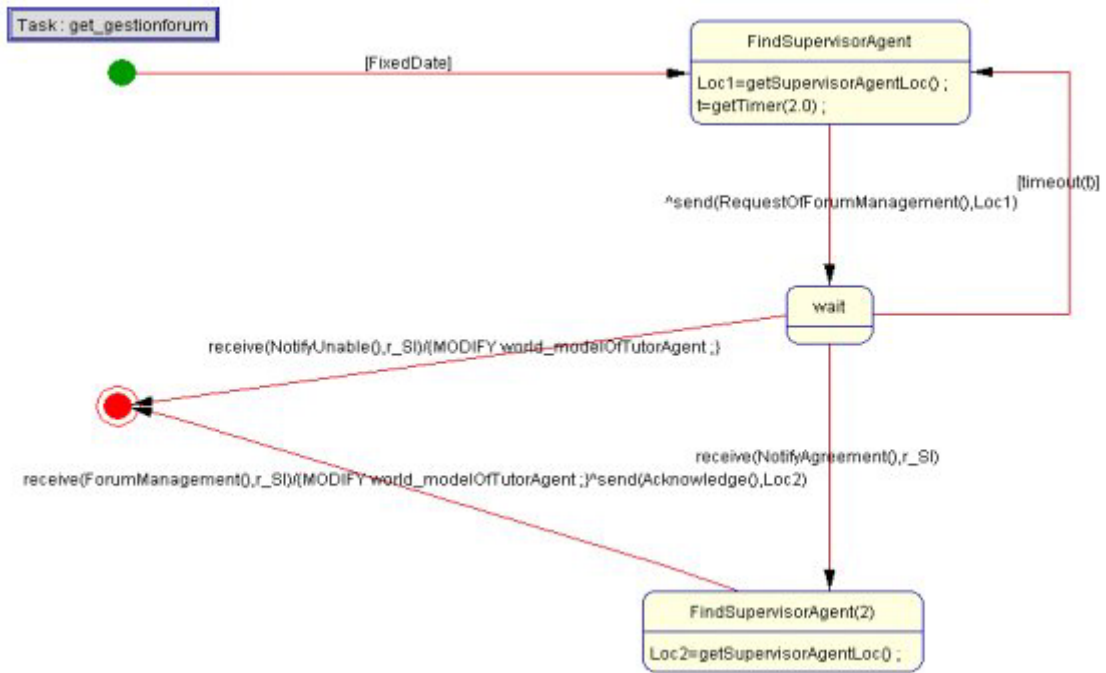 Task : get_gestionforum
FindSupervisorAgent
[FixedDate]
Loc1=getSupervisorAgentLoc() ;
t=getTimer(2.0) ;
[timeout(t)]
^send(RequestOfForumManagement(),Loc1)
wait
receive(NotifyUnable(),r_SI)/{MODIFY world_modelOfTutorAgent ;}
receive(NotifyAgreement(),r_SI)
receive(ForumManagement(),r_SI)/{MODIFY world_modelOfTutorAgent ;}^send(Acknowledge(),Loc2)
FindSupervisorAgent(2)
Loc2=getSupervisorAgentLoc() ;